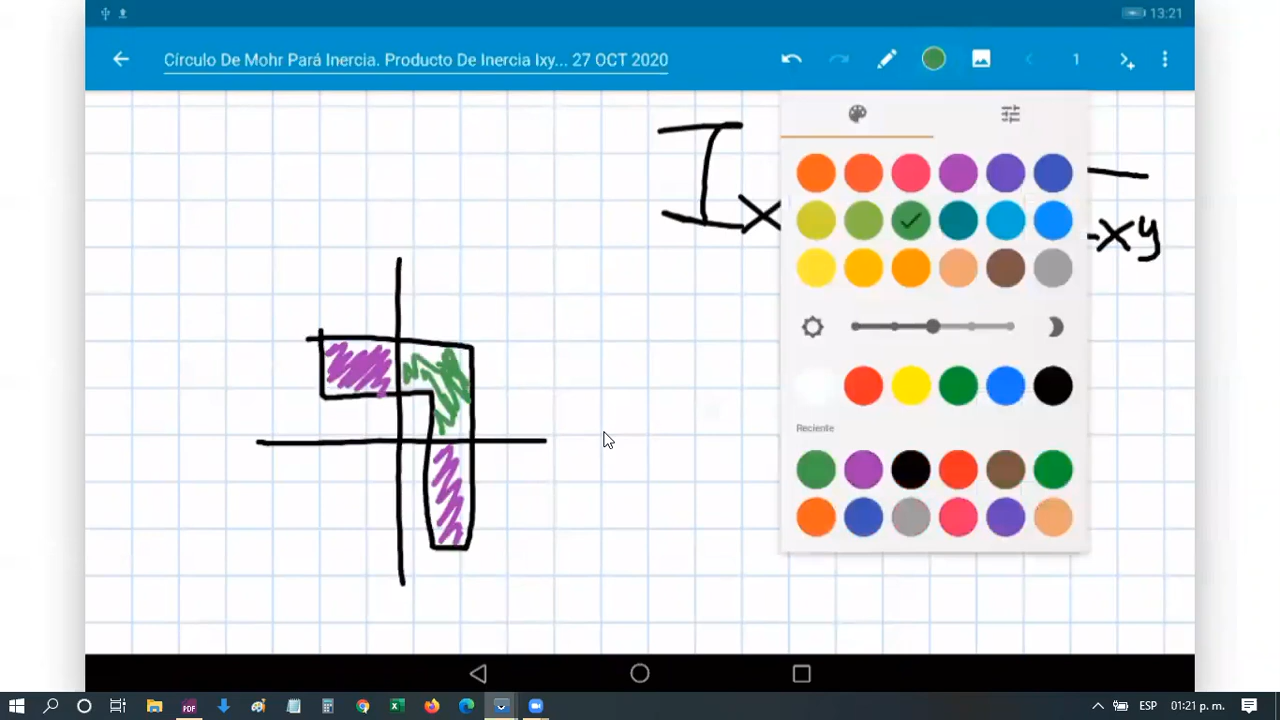 13:21
Círculo De Mohr Pará Inercia. Producto De Inercia Ixy... 27 OCT 2020
1
I x
xy
Reciente
PDF
ESP
01:21 p. m.